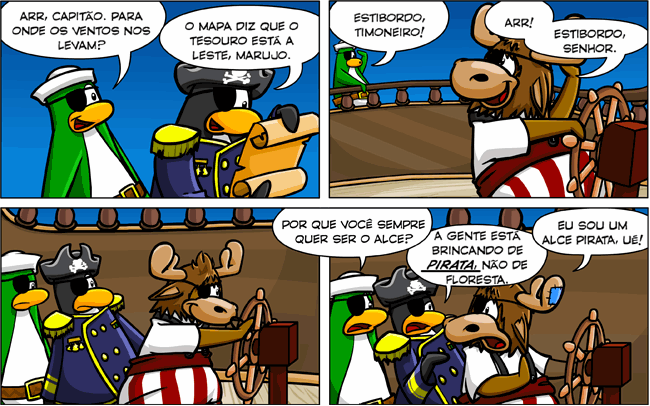 ARR, CAPITÃO. PARA
ONDE OS VENTOS NOS
LEVAM?
O MAPA DIZ QUE O
TESOURO ESTÁ A
LESTE, MARUJO.
ESTIBORDO,
TIMONEIRO!
ARR!
ESTIBORDO,
SENHOR.
POR QUE VOCÊ SEMPRE
QUER SER O ALCE?
A GENTE ESTÁ
BRINCANDO DE
PIRATA, NÃO DE
FLORESTA.
EU SOU UM
ALCE PIRATA, UÉ!